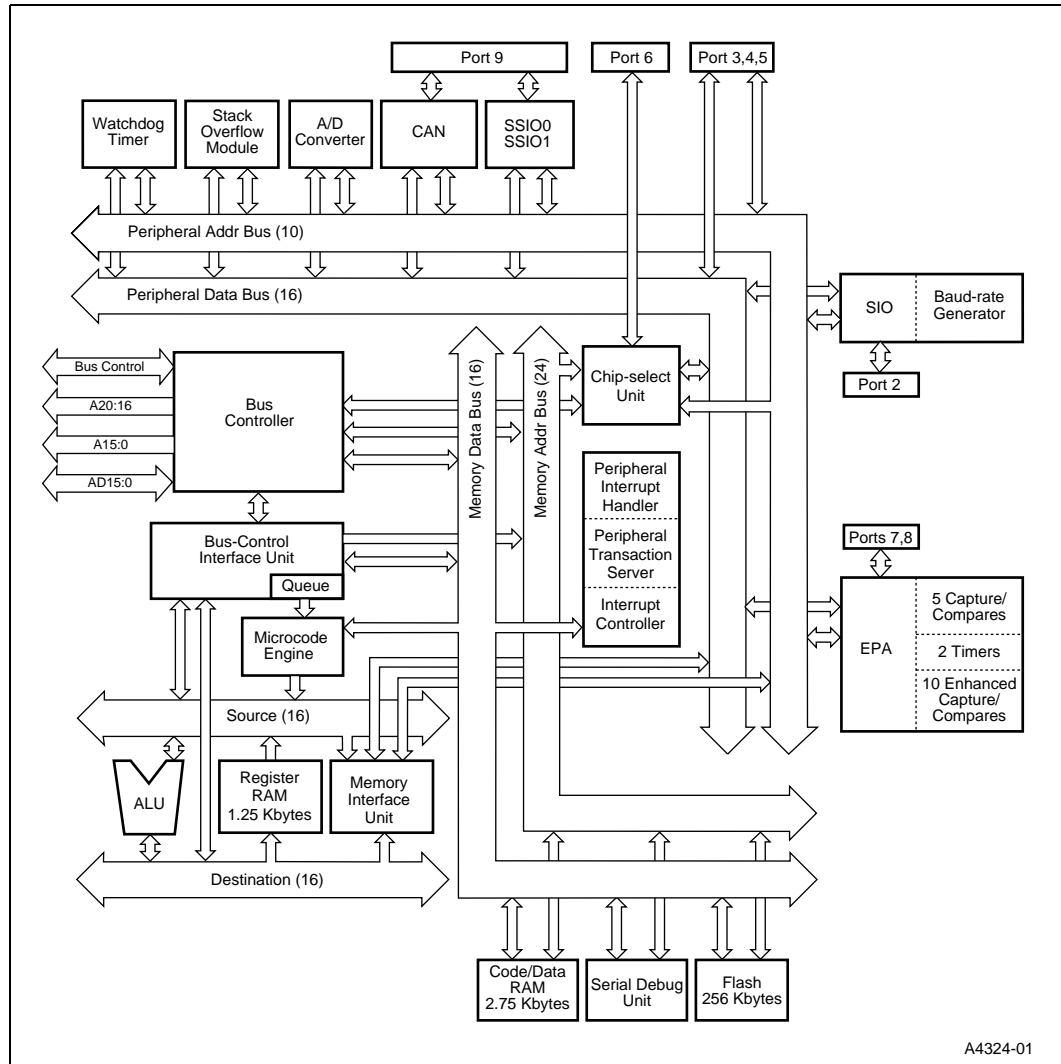 Port 9
Port 6
Port 3,4,5
Watchdog
Timer
Stack
Overflow
Module
A/D
Converter
CAN
SSIO0
SSIO1
Peripheral Addr Bus (10)
Peripheral Data Bus (16)
SIO
Baud-rate
Generator
Port 2
Bus Control
A20:16
A15:0
AD15:0
Bus
Controller
Memory Data Bus (16)
Memory Addr Bus (24)
Chip-select
Unit
Peripheral
Interrupt
Handler
Peripheral
Transaction
Server
Interrupt
Controller
Bus-Control
Interface Unit
Queue
Microcode
Engine
Ports 7,8
EPA
5 Capture/
Compares
2 Timers
10 Enhanced
Capture/
Compares
Source (16)
ALU
Register
RAM
1.25 Kbytes
Memory
Interface
Unit
Destination (16)
Code/Data
RAM
2.75 Kbytes
Serial Debug
Unit
Flash
256 Kbytes
A4324-01